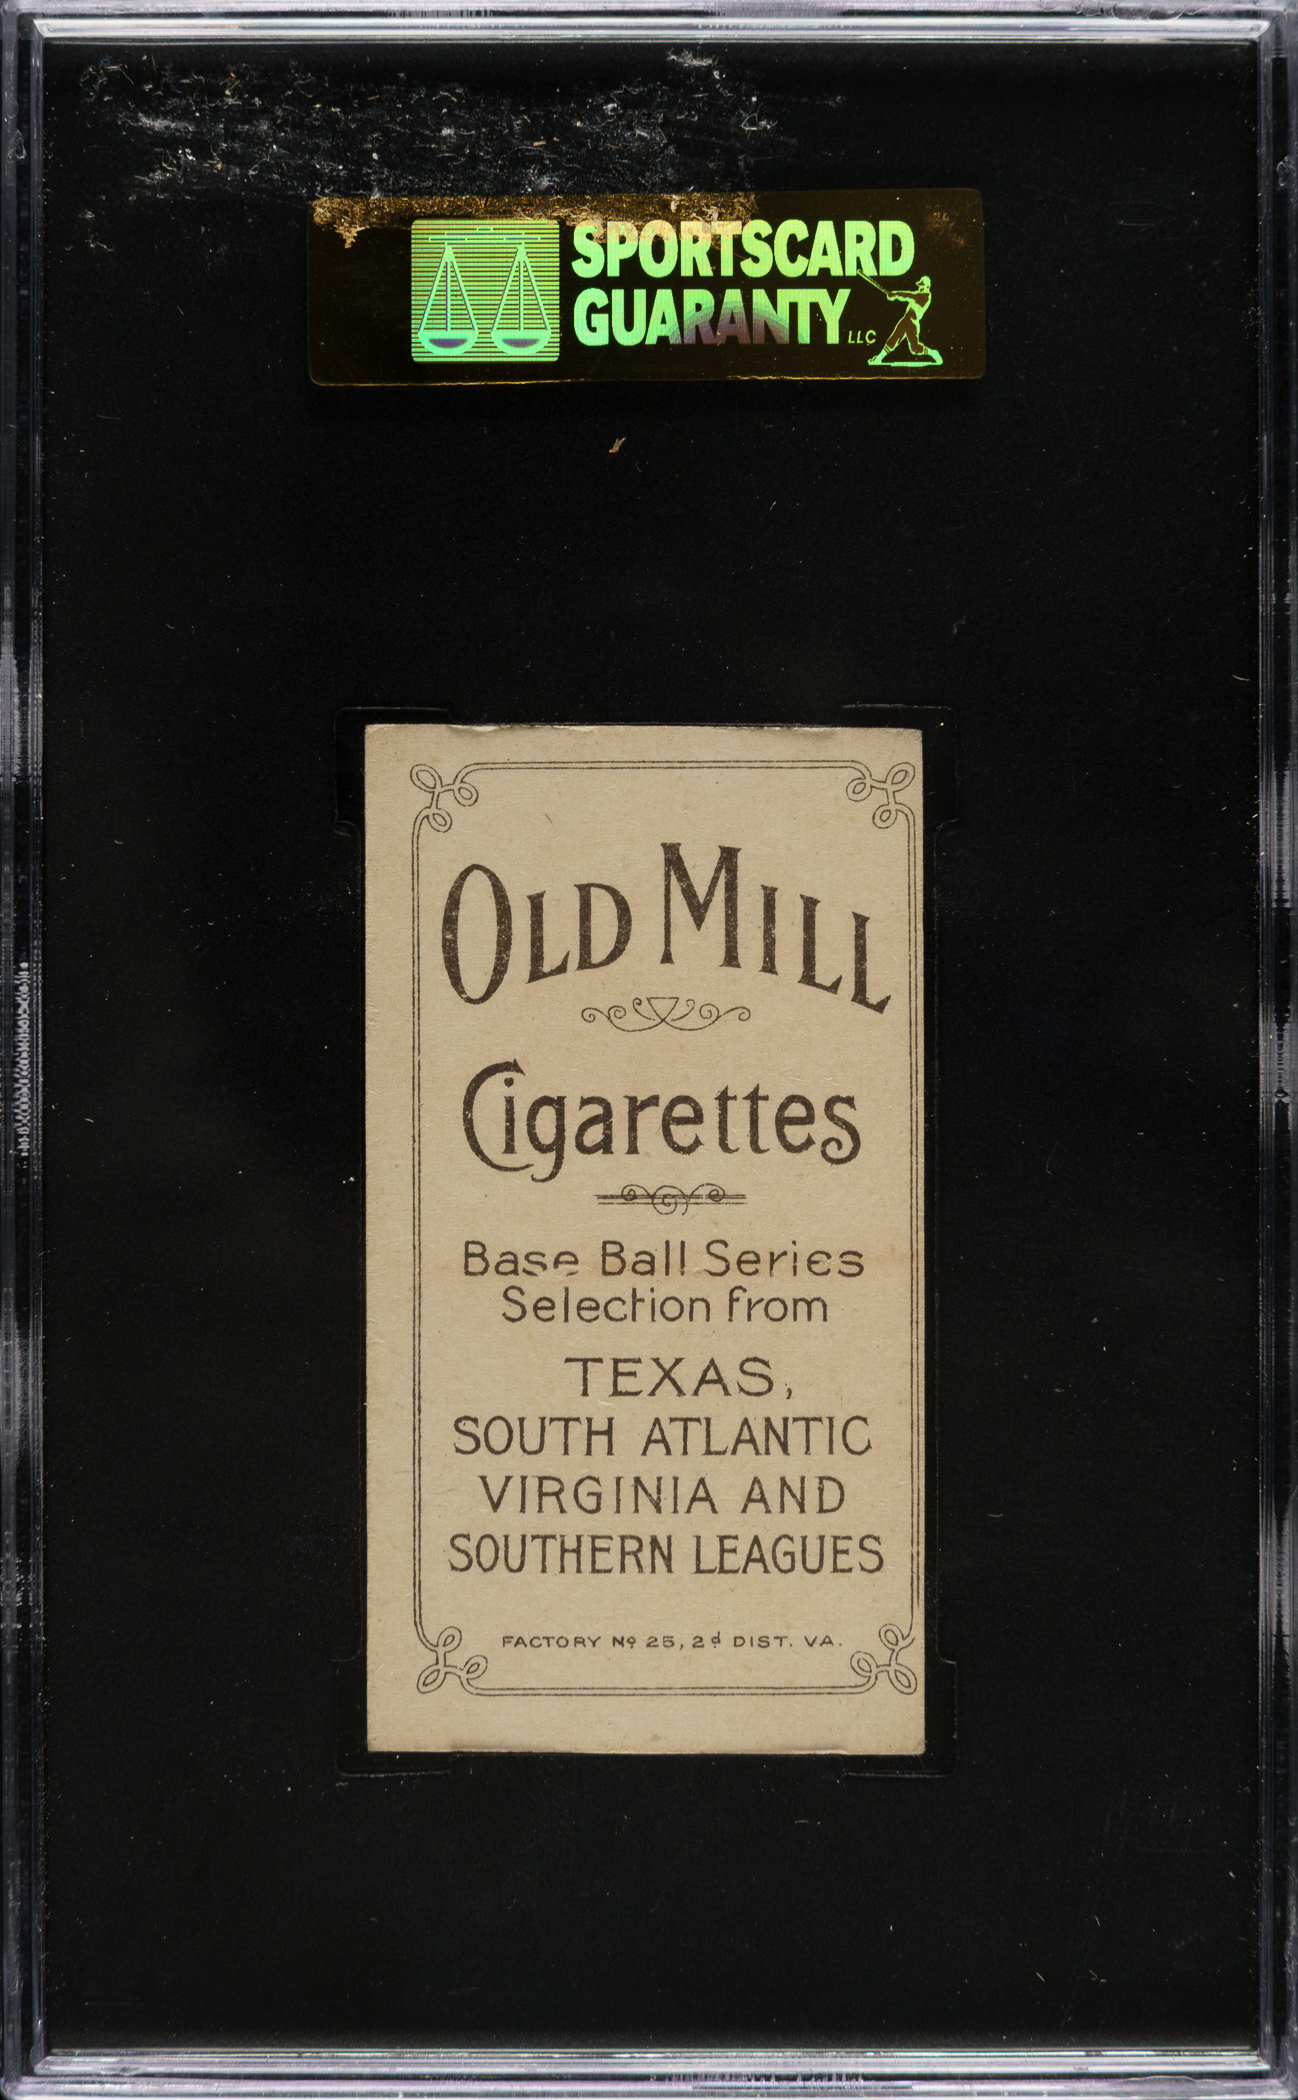 SPORTSCARD
GUARANTY LLC
OLD MILL
Cigarettes
Base Ball Series
Selection from
TEXAS,
SOUTH ATLANTIC
VIRGINIA AND
SOUTHERN LEAGUES
FACTORY Nº 25, 2d DIST. VA.